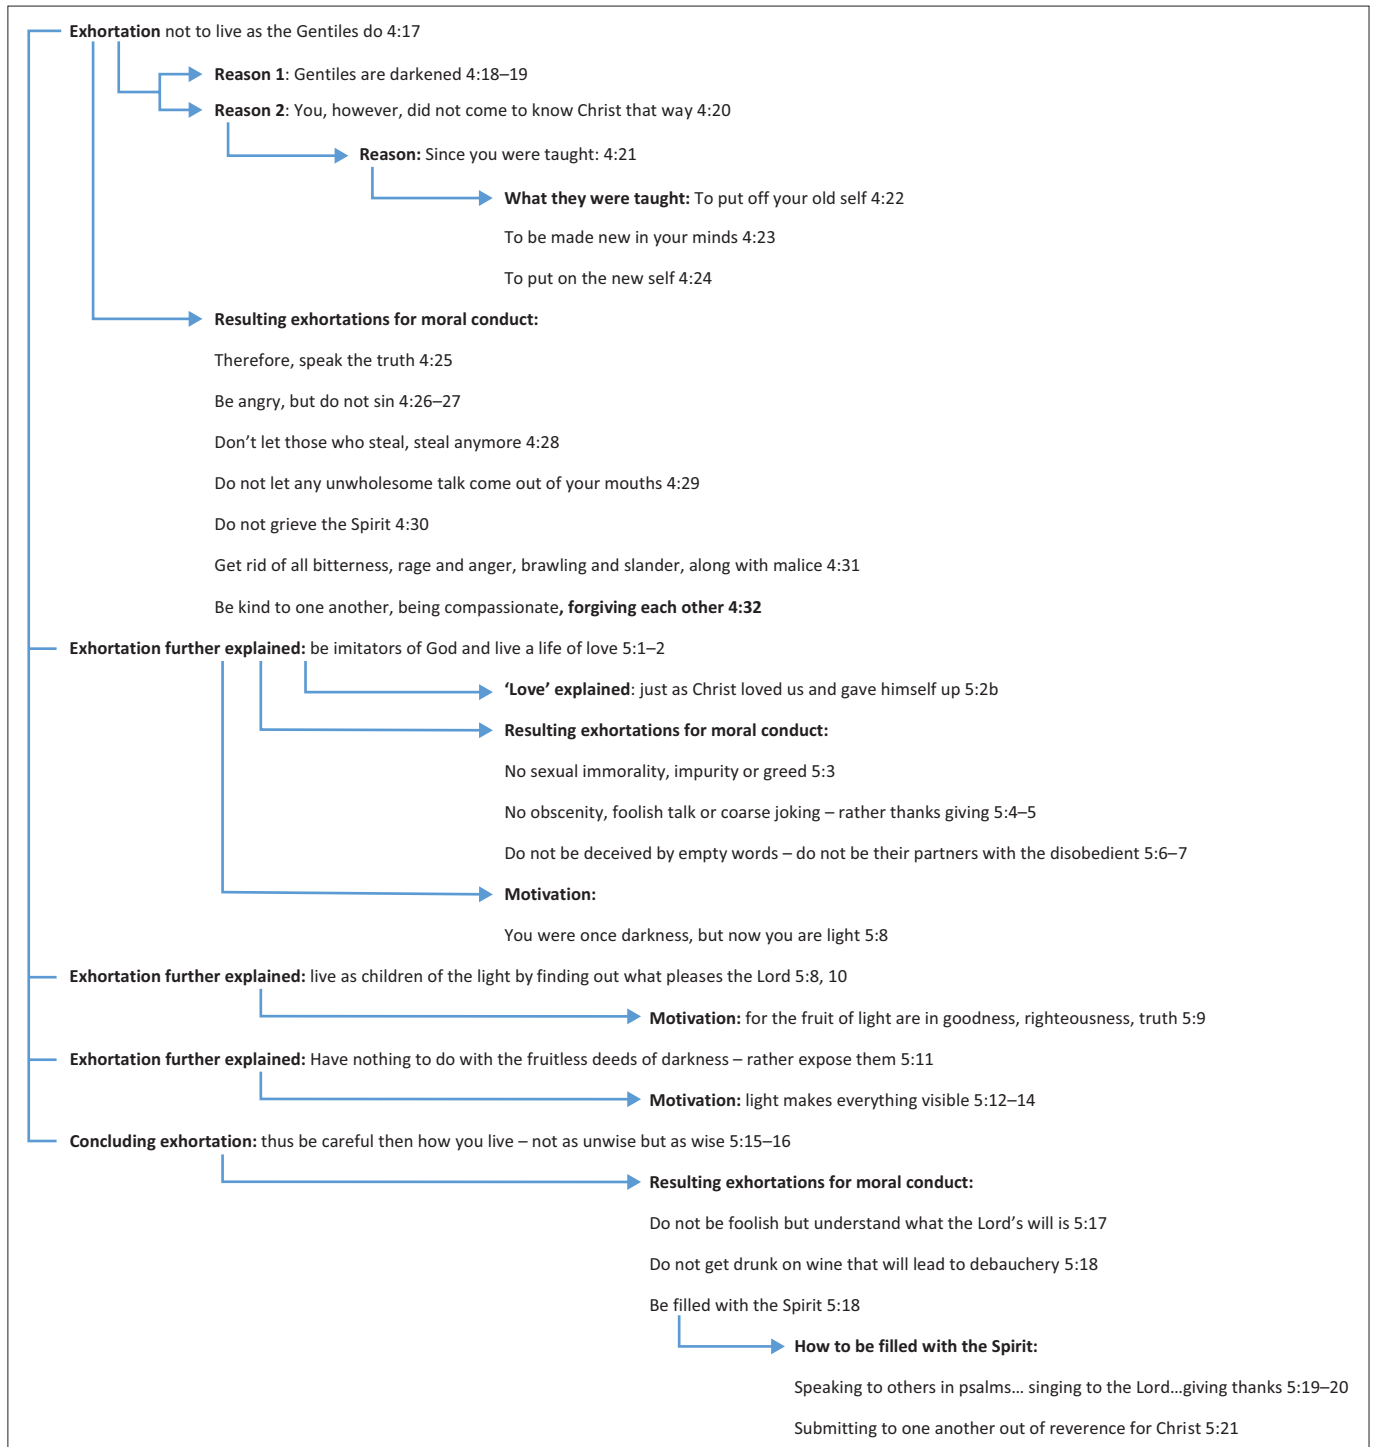 Exhortation not to live as the Gentiles do 4:17
Reason 1: Gentiles are darkened 4:18–19
Reason 2: You, however, did not come to know Christ that way 4:20
Reason: Since you were taught: 4:21
What they were taught: To put off your old self 4:22
To be made new in your minds 4:23
To put on the new self 4:24
Resulting exhortations for moral conduct:
Therefore, speak the truth 4:25
Be angry, but do not sin 4:26–27
Don’t let those who steal, steal anymore 4:28
Do not let any unwholesome talk come out of your mouths 4:29
Do not grieve the Spirit 4:30
Get rid of all bitterness, rage and anger, brawling and slander, along with malice 4:31
Be kind to one another, being compassionate, forgiving each other 4:32
Exhortation further explained: be imitators of God and live a life of love 5:1–2
‘Love’ explained: just as Christ loved us and gave himself up 5:2b
Resulting exhortations for moral conduct:
No sexual immorality, impurity or greed 5:3
No obscenity, foolish talk or coarse joking – rather thanks giving 5:4–5
Do not be deceived by empty words – do not be their partners with the disobedient 5:6–7
Motivation:
You were once darkness, but now you are light 5:8
Exhortation further explained: live as children of the light by finding out what pleases the Lord 5:8, 10
Motivation: for the fruit of light are in goodness, righteousness, truth 5:9
Exhortation further explained: Have nothing to do with the fruitless deeds of darkness – rather expose them 5:11
Motivation: light makes everything visible 5:12–14
Concluding exhortation: thus be careful then how you live – not as unwise but as wise 5:15–16
Resulting exhortations for moral conduct:
Do not be foolish but understand what the Lord’s will is 5:17
Do not get drunk on wine that will lead to debauchery 5:18
Be filled with the Spirit 5:18
How to be filled with the Spirit:
Speaking to others in psalms… singing to the Lord…giving thanks 5:19–20
Submitting to one another out of reverence for Christ 5:21